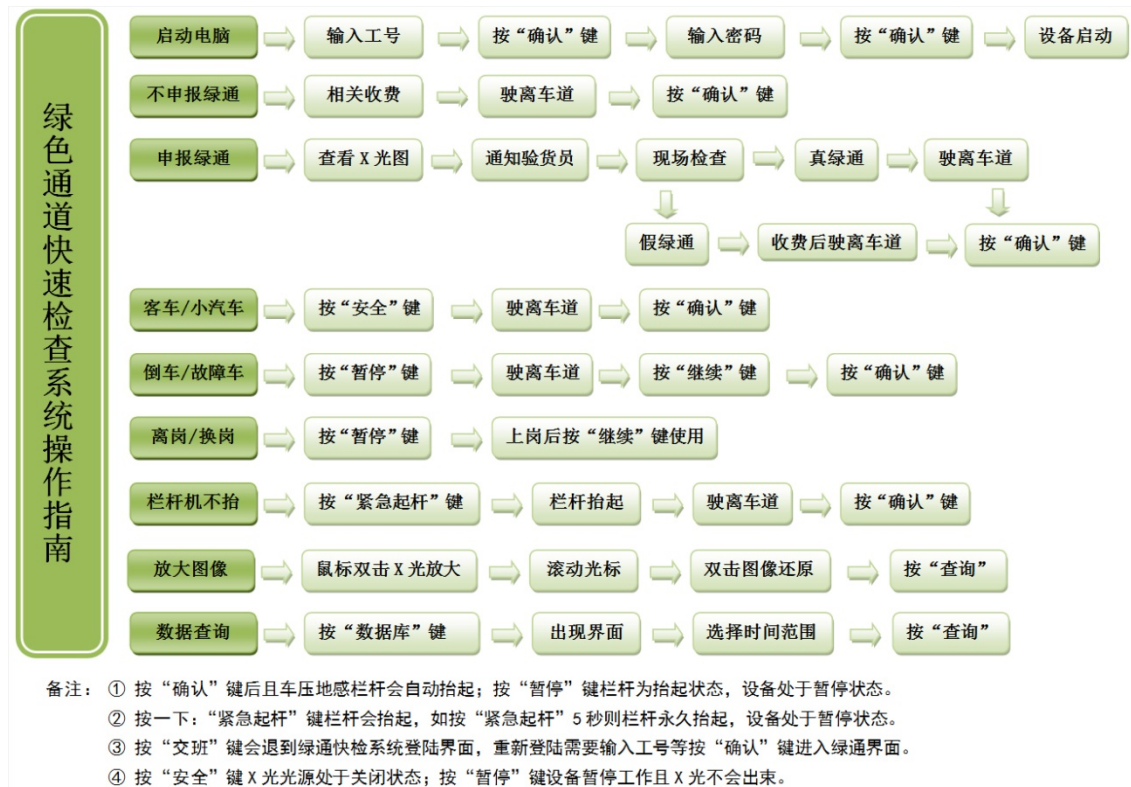 绿色通道快速检查系统操作指南
启动电脑 输入工号 按“确认”键 输入密码 按“确认”键 设备启动
不申报绿通 相关收费 驶离车道 按“确认”键
申报绿通 查看X光图 通知验货员 现场检查 真绿通 驶离车道
假绿通 收费后驶离车道 按“确认”键
客车/小汽车 按“安全”键 驶离车道 按“确认”键
倒车/故障车 按“暂停”键 驶离车道 按“继续”键 按“确认”键
离岗/换岗 按“暂停”键 上岗后按“继续”键使用
栏杆机不抬 按“紧急起杆”键 栏杆抬起 驶离车道 按“确认”键
放大图像 鼠标双击X光放大 滚动光标 双击图像还原 按“查询”
数据查询 按“数据库”键 出现界面 选择时间范围 按“查询”
备注：① 按“确认”键后且车压地感栏杆会自动抬起；按“暂停”键栏杆为抬起状态，设备处于暂停状态。
② 按一下：“紧急起杆”键栏杆会抬起，如按“紧急起杆”5秒则栏杆永久抬起，设备处于暂停状态。
③ 按“交班”键会退到绿通快检系统登陆界面，重新登陆需要输入工号等按“确认”键进入绿通界面。
④ 按“安全”键X光光源处于关闭状态；按“暂停”键设备暂停工作且X光不会出束。